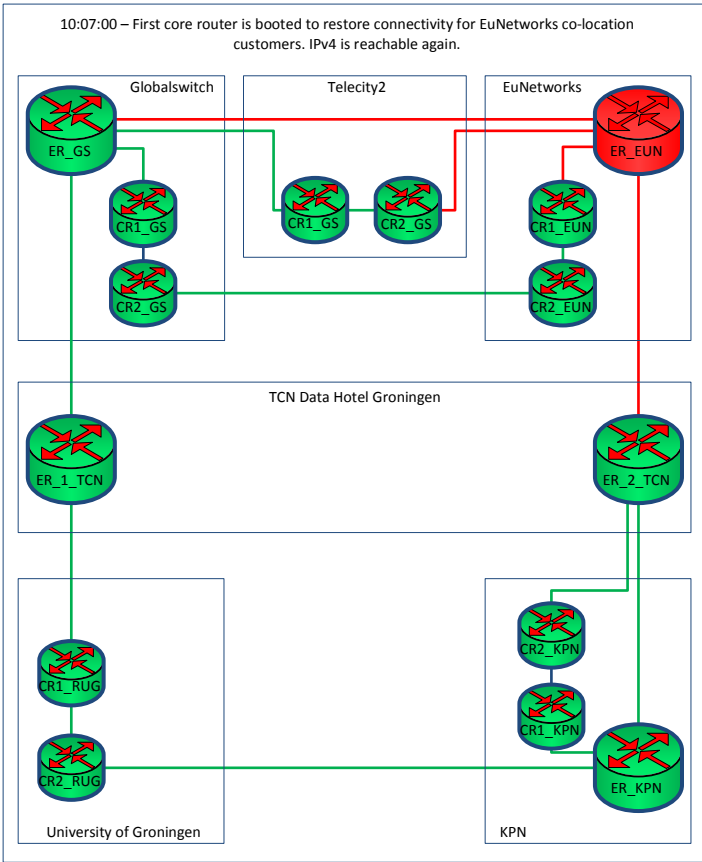 10:07:00 – First core router is booted to restore connectivity for EuNetworks co-location
customers. IPv4 is reachable again.
Globalswitch
Telecity2
EuNetworks
ER_GS
ER_EUN
CR1_GS
CR1_GS
CR2_GS
CR1_EUN
CR2_GS
CR2_EUN
TCN Data Hotel Groningen
ER_1_TCN
ER_2_TCN
CR2_KPN
CR1_RUG
CR1_KPN
CR2_RUG
ER_KPN
University of Groningen
KPN